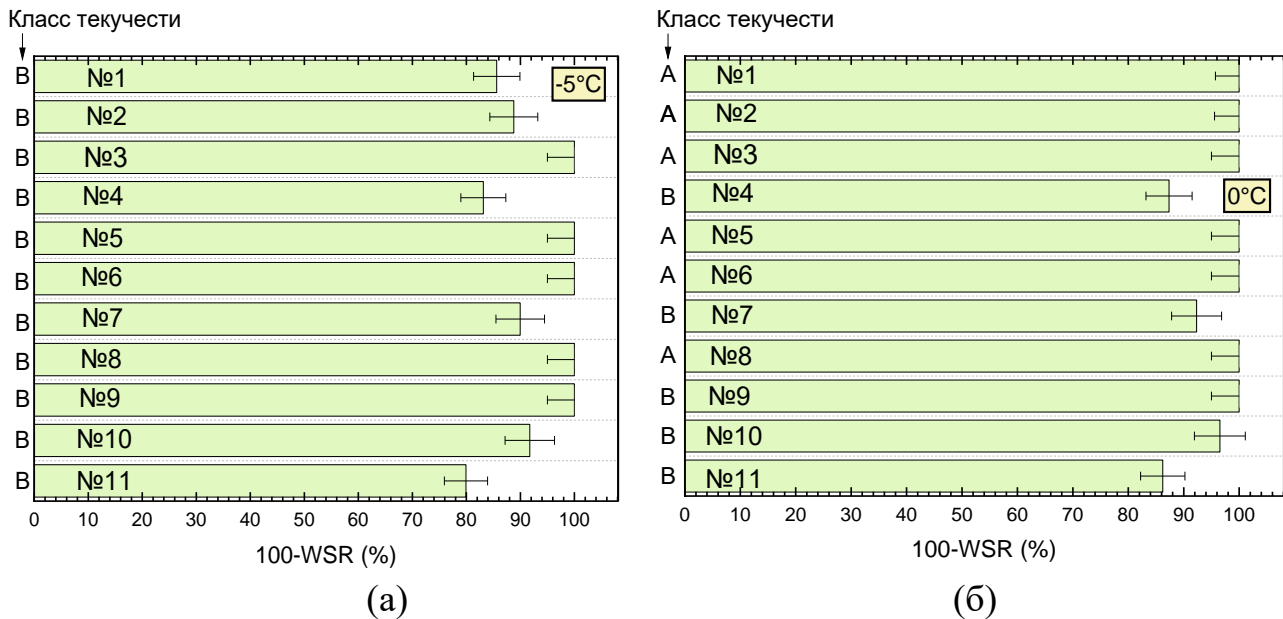 Класс текучести
B №1 -5°C
B №2
B №3
B №4
B №5
B №6
B №7
B №8
B №9
B №10
B №11
0 10 20 30 40 50 60 70 80 90 100
100-WSR (%)
(а)
Класс текучести
A №1
A №2
A №3
B №4 0°C
A №5
A №6
B №7
A №8
B №9
B №10
B №11
0 10 20 30 40 50 60 70 80 90 100
100-WSR (%)
(б)